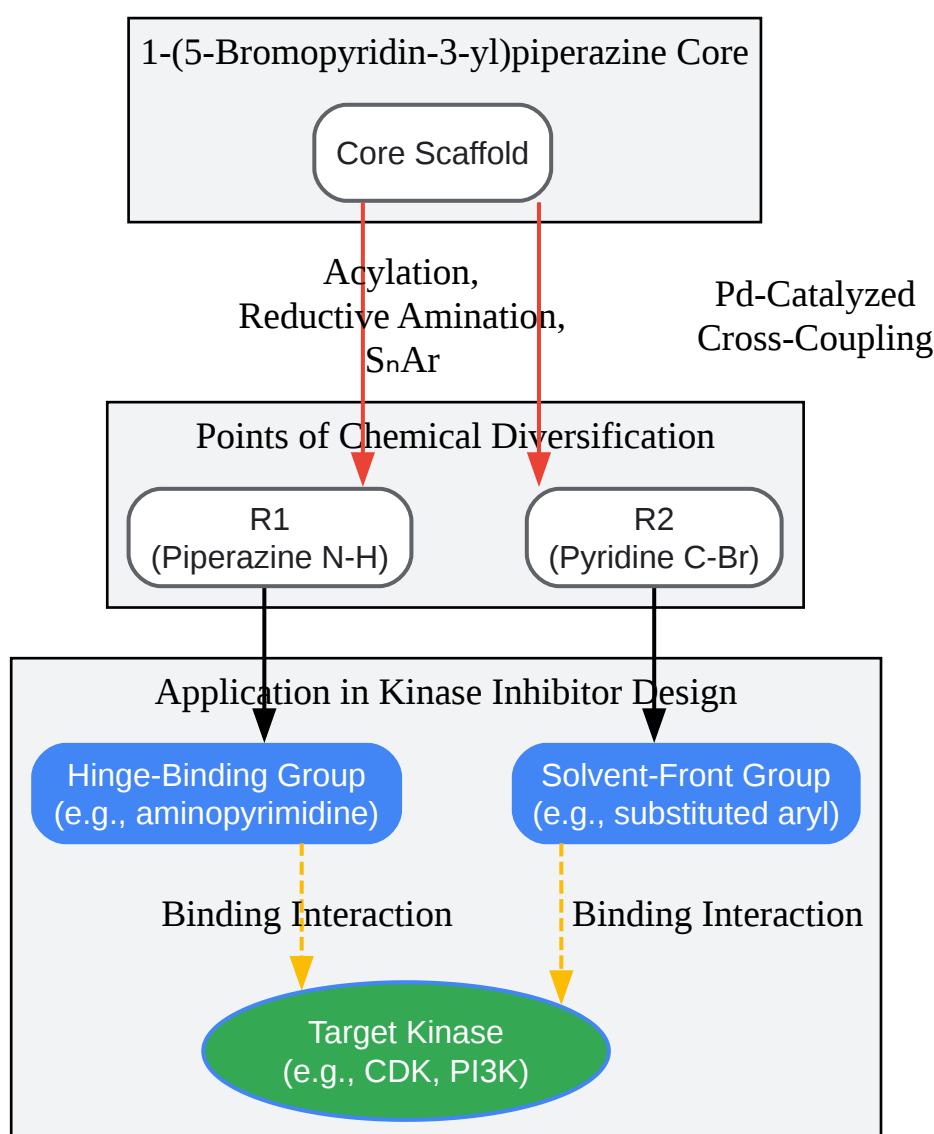 1-(5-Bromopyridin-3-yl)piperazine Core
Core Scaffold
Acylation,
Reductive Amination,
SₙAr
Pd-Catalyzed
Cross-Coupling
Points of Chemical Diversification
R1
(Piperazine N-H)
R2
(Pyridine C-Br)
Application in Kinase Inhibitor Design
Hinge-Binding Group
(e.g., aminopyrimidine)
Solvent-Front Group
(e.g., substituted aryl)
Binding Interaction
Binding Interaction
Target Kinase
(e.g., CDK, PI3K)